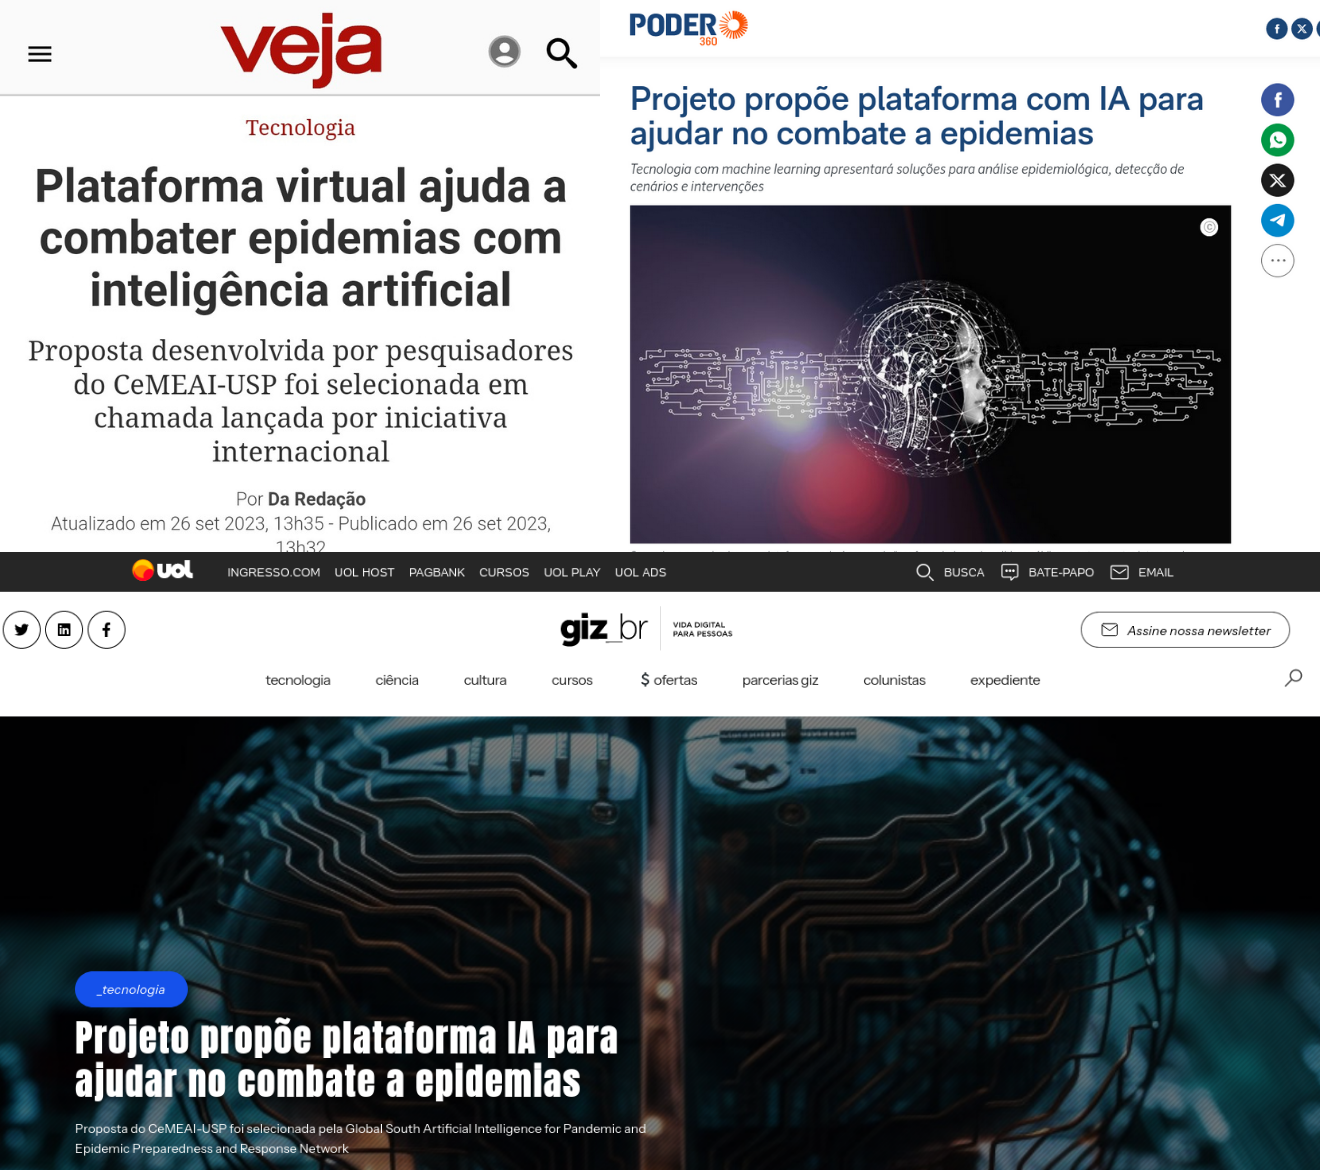 veja
Tecnologia
Plataforma virtual ajuda a
combater epidemias com
inteligência artificial
Proposta desenvolvida por pesquisadores
do CeMEAI-USP foi selecionada em
chamada lançada por iniciativa
internacional
Por Da Redação
Atualizado em 26 set 2023, 13h35 - Publicado em 26 set 2023,
13h32
PODER
360
Projeto propõe plataforma com IA para
ajudar no combate a epidemias
Tecnologia com machine learning apresentará soluções para análise epidemiológica, detecção de
cenários e intervenções
©
UOL INGRESSO.COM UOL HOST PAGBANK CURSOS UOL PLAY UOL ADS BUSCA BATE-PAPO EMAIL
giz_br VIDA DIGITAL
PARA PESSOAS
Assine nossa newsletter
tecnologia ciência cultura cursos $ ofertas parcerias giz colunistas expediente
_tecnologia
Projeto propõe plataforma IA para
ajudar no combate a epidemias
Proposta do CeMEAI-USP foi selecionada pela Global South Artificial Intelligence for Pandemic and
Epidemic Preparedness and Response Network